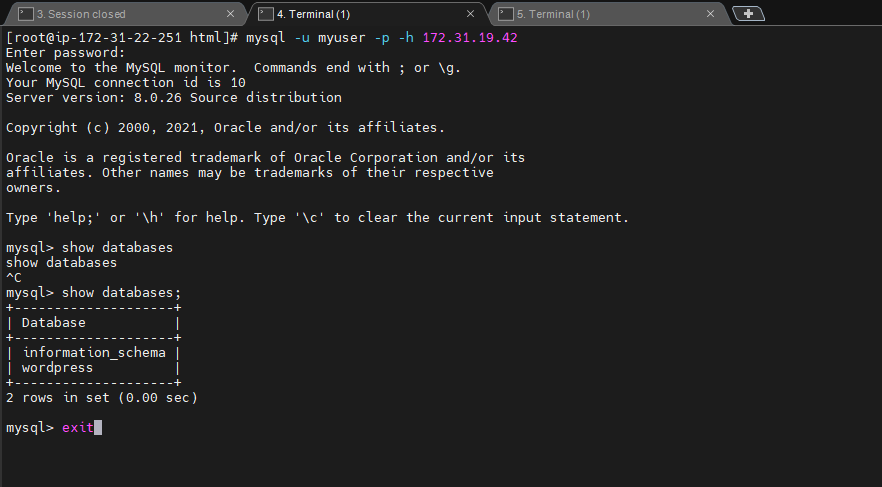 3. Session closed
4. Terminal (1)
5. Terminal (1)
[root@ip-172-31-22-251 html]# mysql -u myuser -p -h 172.31.19.42
Enter password:
Welcome to the MySQL monitor.  Commands end with ; or \g.
Your MySQL connection id is 10
Server version: 8.0.26 Source distribution

Copyright (c) 2000, 2021, Oracle and/or its affiliates.

Oracle is a registered trademark of Oracle Corporation and/or its
affiliates. Other names may be trademarks of their respective
owners.

Type 'help;' or '\h' for help. Type '\c' to clear the current input statement.

mysql> show databases
show databases
^C
mysql> show databases;
+--------------------+
| Database           |
+--------------------+
| information_schema |
| wordpress          |
+--------------------+
2 rows in set (0.00 sec)

mysql> exit